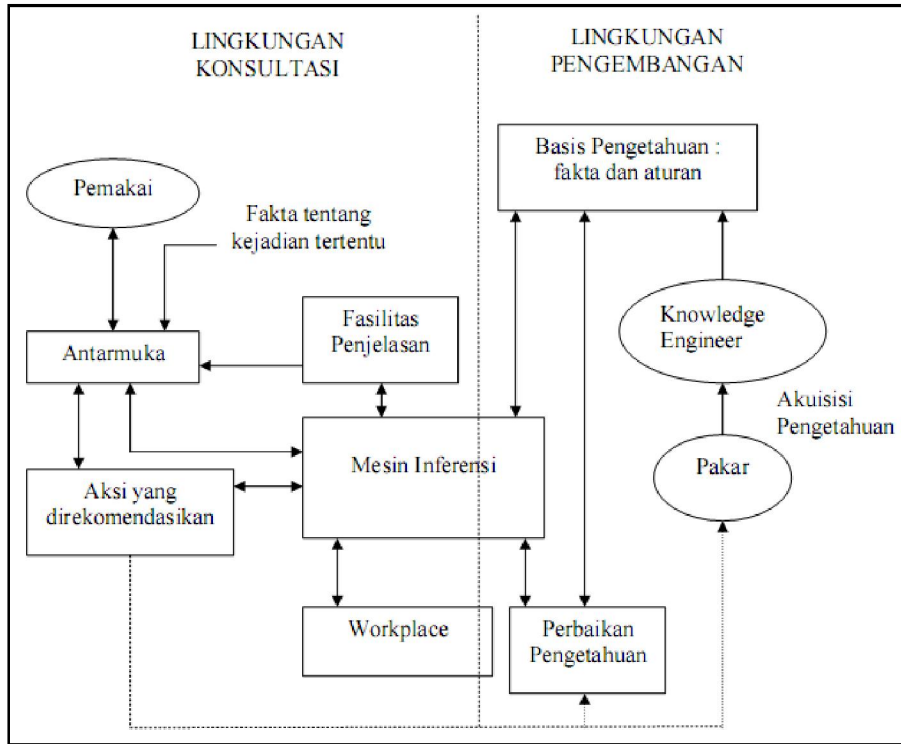 LINGKUNGAN
KONSULTASI
LINGKUNGAN
PENGEMBANGAN
Basis Pengetahuan :
fakta dan aturan
Pemakai
Fakta tentang
kejadian tertentu
Fasilitas
Penjelasan
Knowledge
Engineer
Antarmuka
Akuisisi
Pengetahuan
Mesin Inferensi
Pakar
Aksi yang
direkomendasikan
Workplace
Perbaikan
Pengetahuan